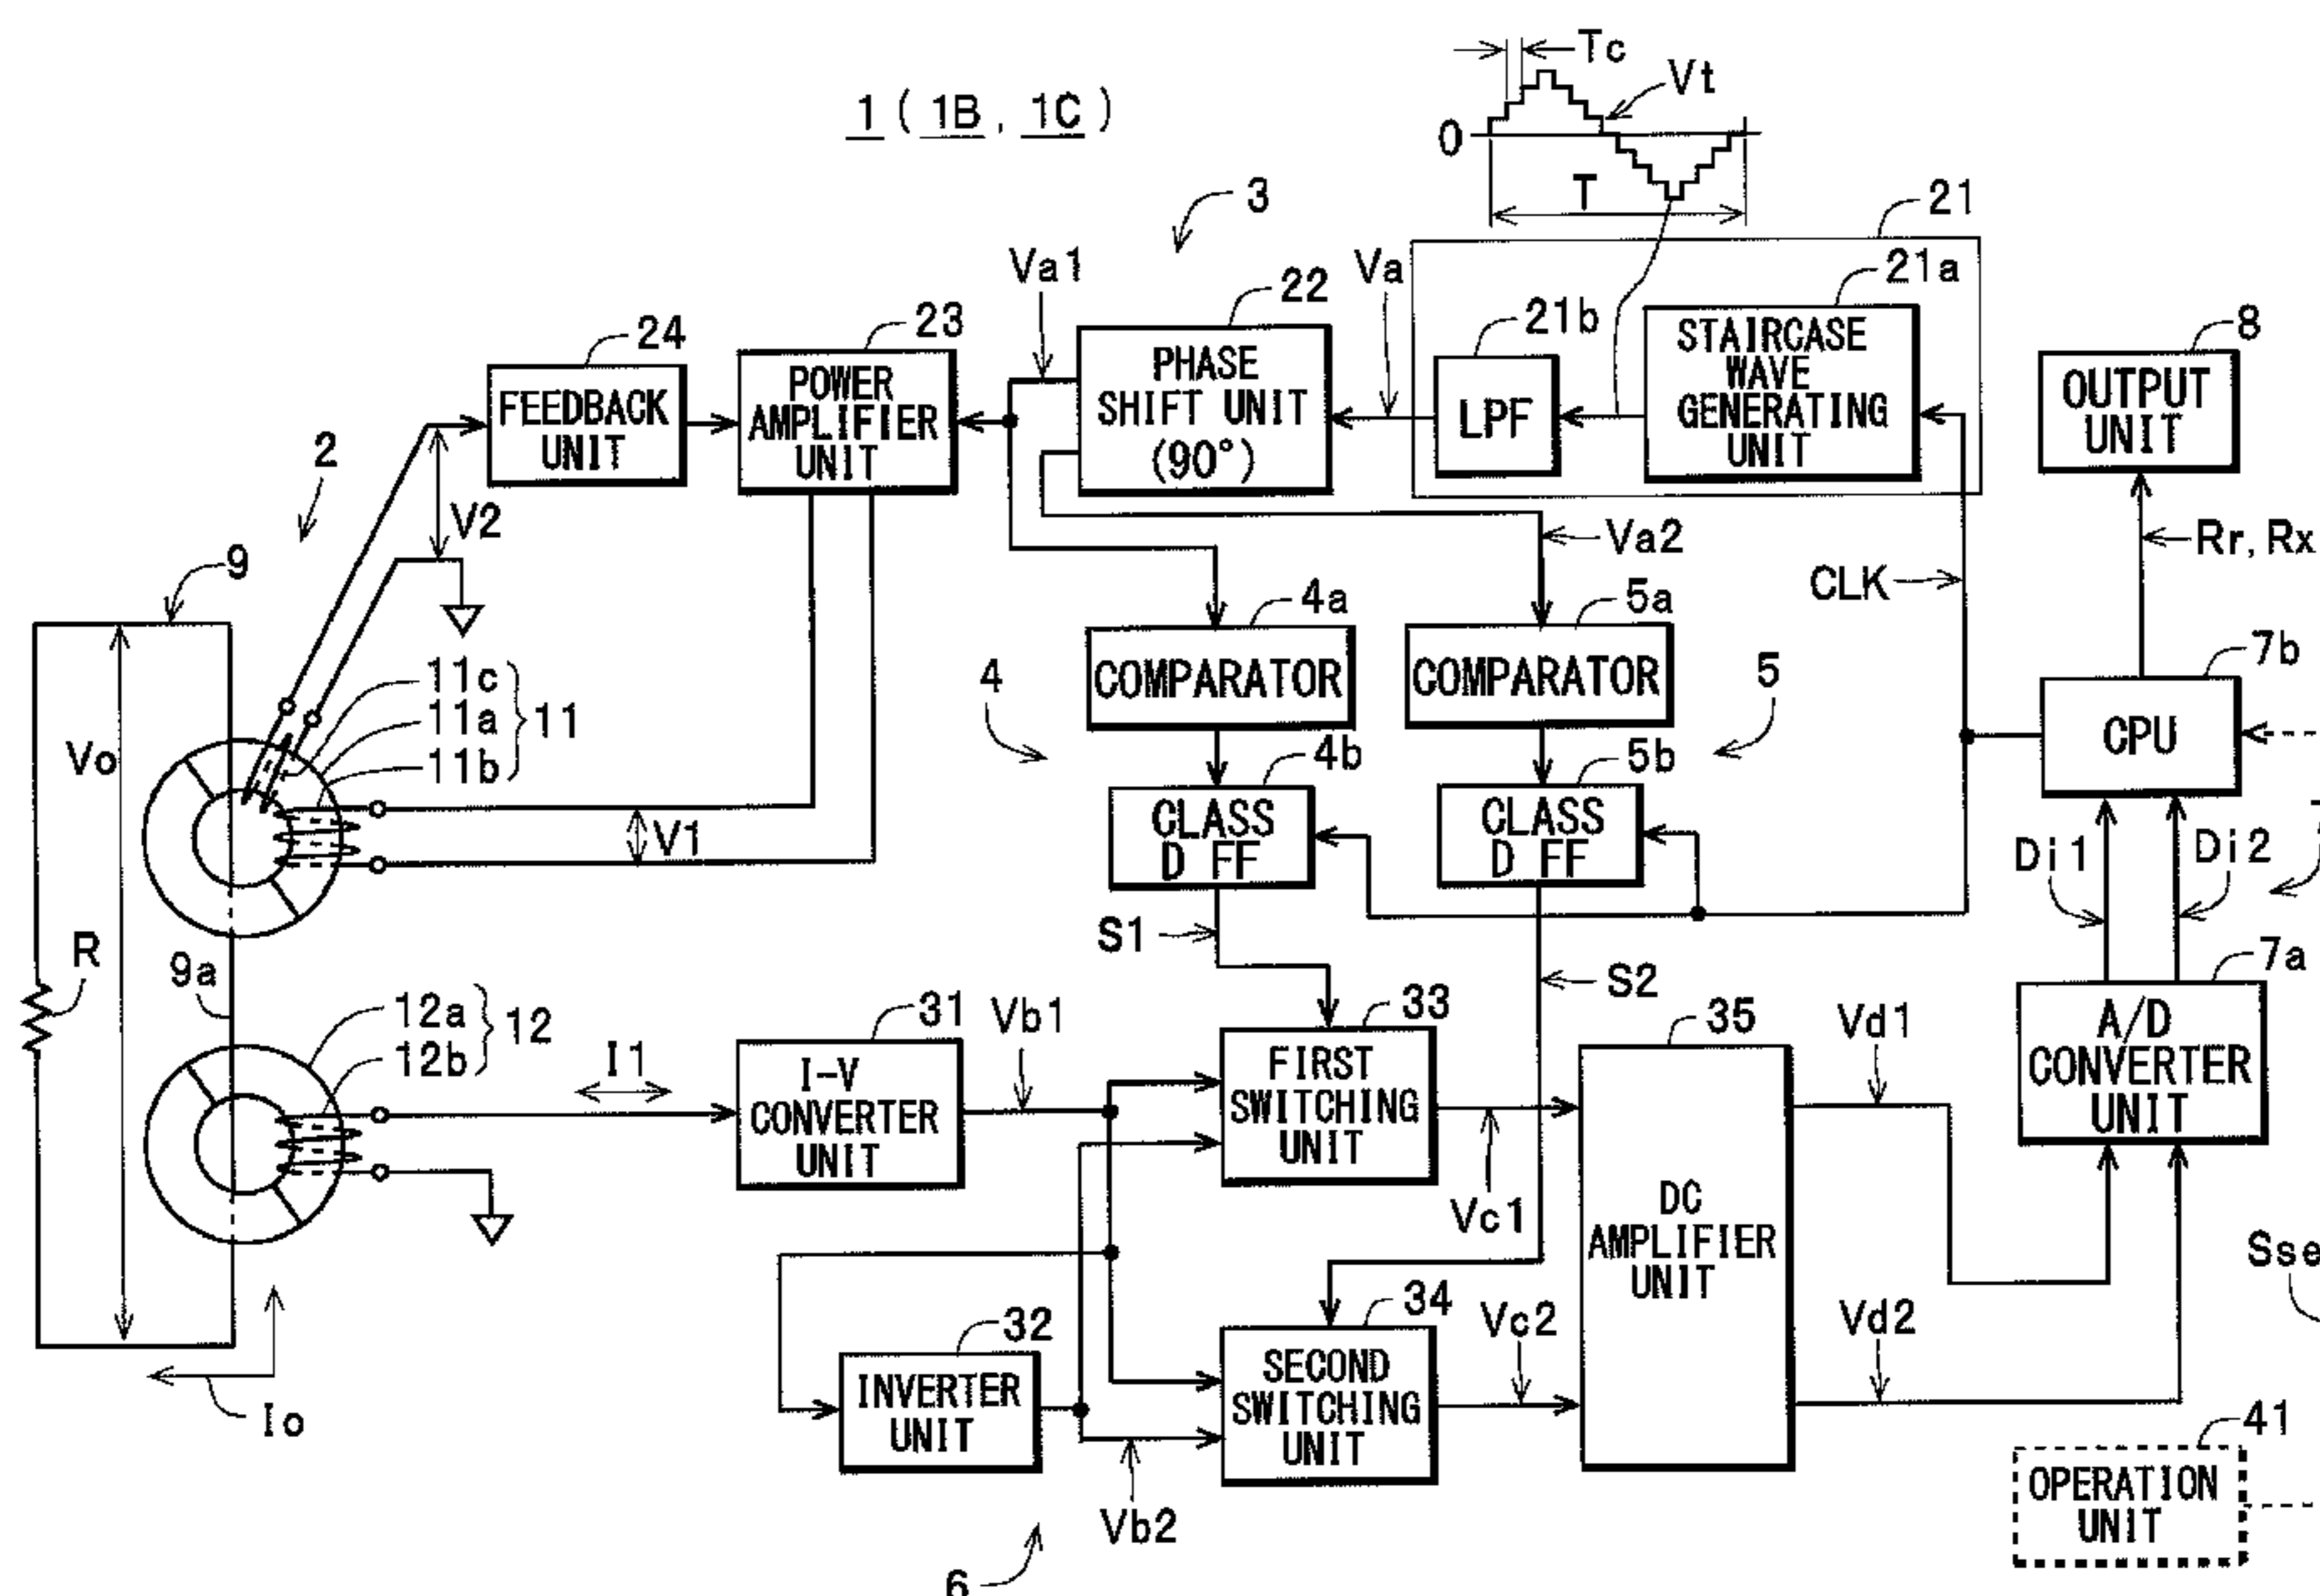 1 ( 1B, 1C )
Tc
Vt
0
T
3
21
Va1
22
Va
21a
21b
STAIRCASE
WAVE
GENERATING
UNIT
LPF
PHASE
SHIFT UNIT
(90°)
23
POWER
AMPLIFIER
UNIT
24
FEEDBACK
UNIT
8
OUTPUT
UNIT
2
V2
Va2
Rr, Rx
CLK
9
4a
COMPARATOR
5a
COMPARATOR
7b
CPU
4
5
11c
11a
11b
11
Vo
V1
4b
CLASS
D FF
5b
CLASS
D FF
Di1
Di2
S1
S2
R
9a
7a
A/D
CONVERTER
UNIT
12a
12b
12
I1
31
I-V
CONVERTER
UNIT
Vb1
33
FIRST
SWITCHING
UNIT
35
DC
AMPLIFIER
UNIT
Vd1
Vc1
Sse
Io
32
INVERTER
UNIT
34
SECOND
SWITCHING
UNIT
Vc2
Vd2
Vb2
41
OPERATION
UNIT
6